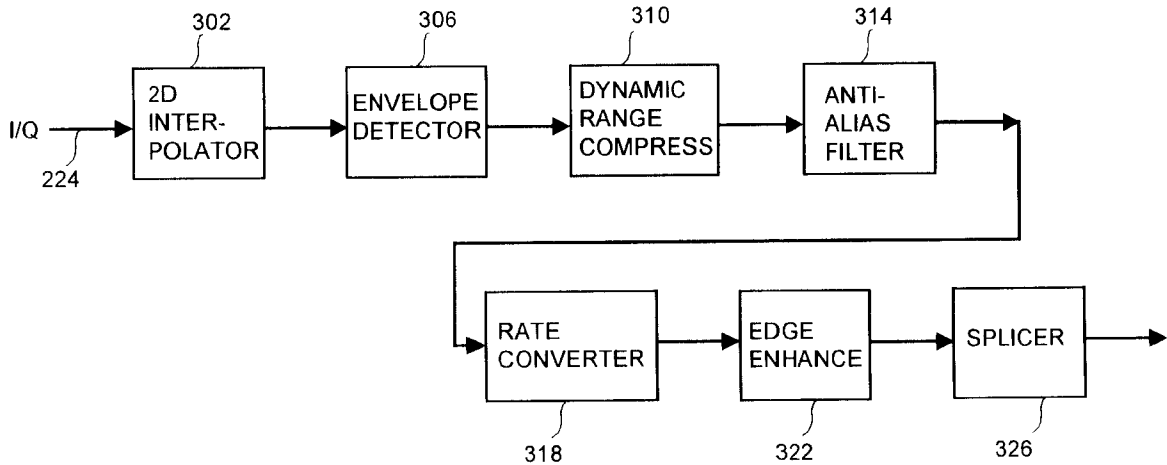 302
306
310
314
I/Q
224
2D
INTER-
POLATOR
ENVELOPE
DETECTOR
DYNAMIC
RANGE
COMPRESS
ANTI-
ALIAS
FILTER
RATE
CONVERTER
EDGE
ENHANCE
SPLICER
318
322
326